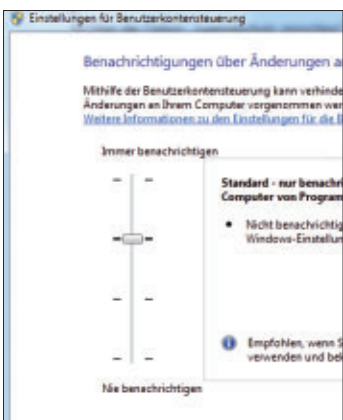 Einstellungen für Benutzerkontensteuerung
Benachrichtigungen über Änderungen a
Mithilfe der Benutzerkontensteuerung kann verhinde
Änderungen an Ihrem Computer vorgenommen wer
Weitere Informationen zu den Einstellungen für die B
Immer benachrichtigen
Standard - nur benachri
Computer von Program
Nicht benachrichtig
Windows-Einstellun
Empfohlen, wenn S
verwenden und bek
Nie benachrichtigen